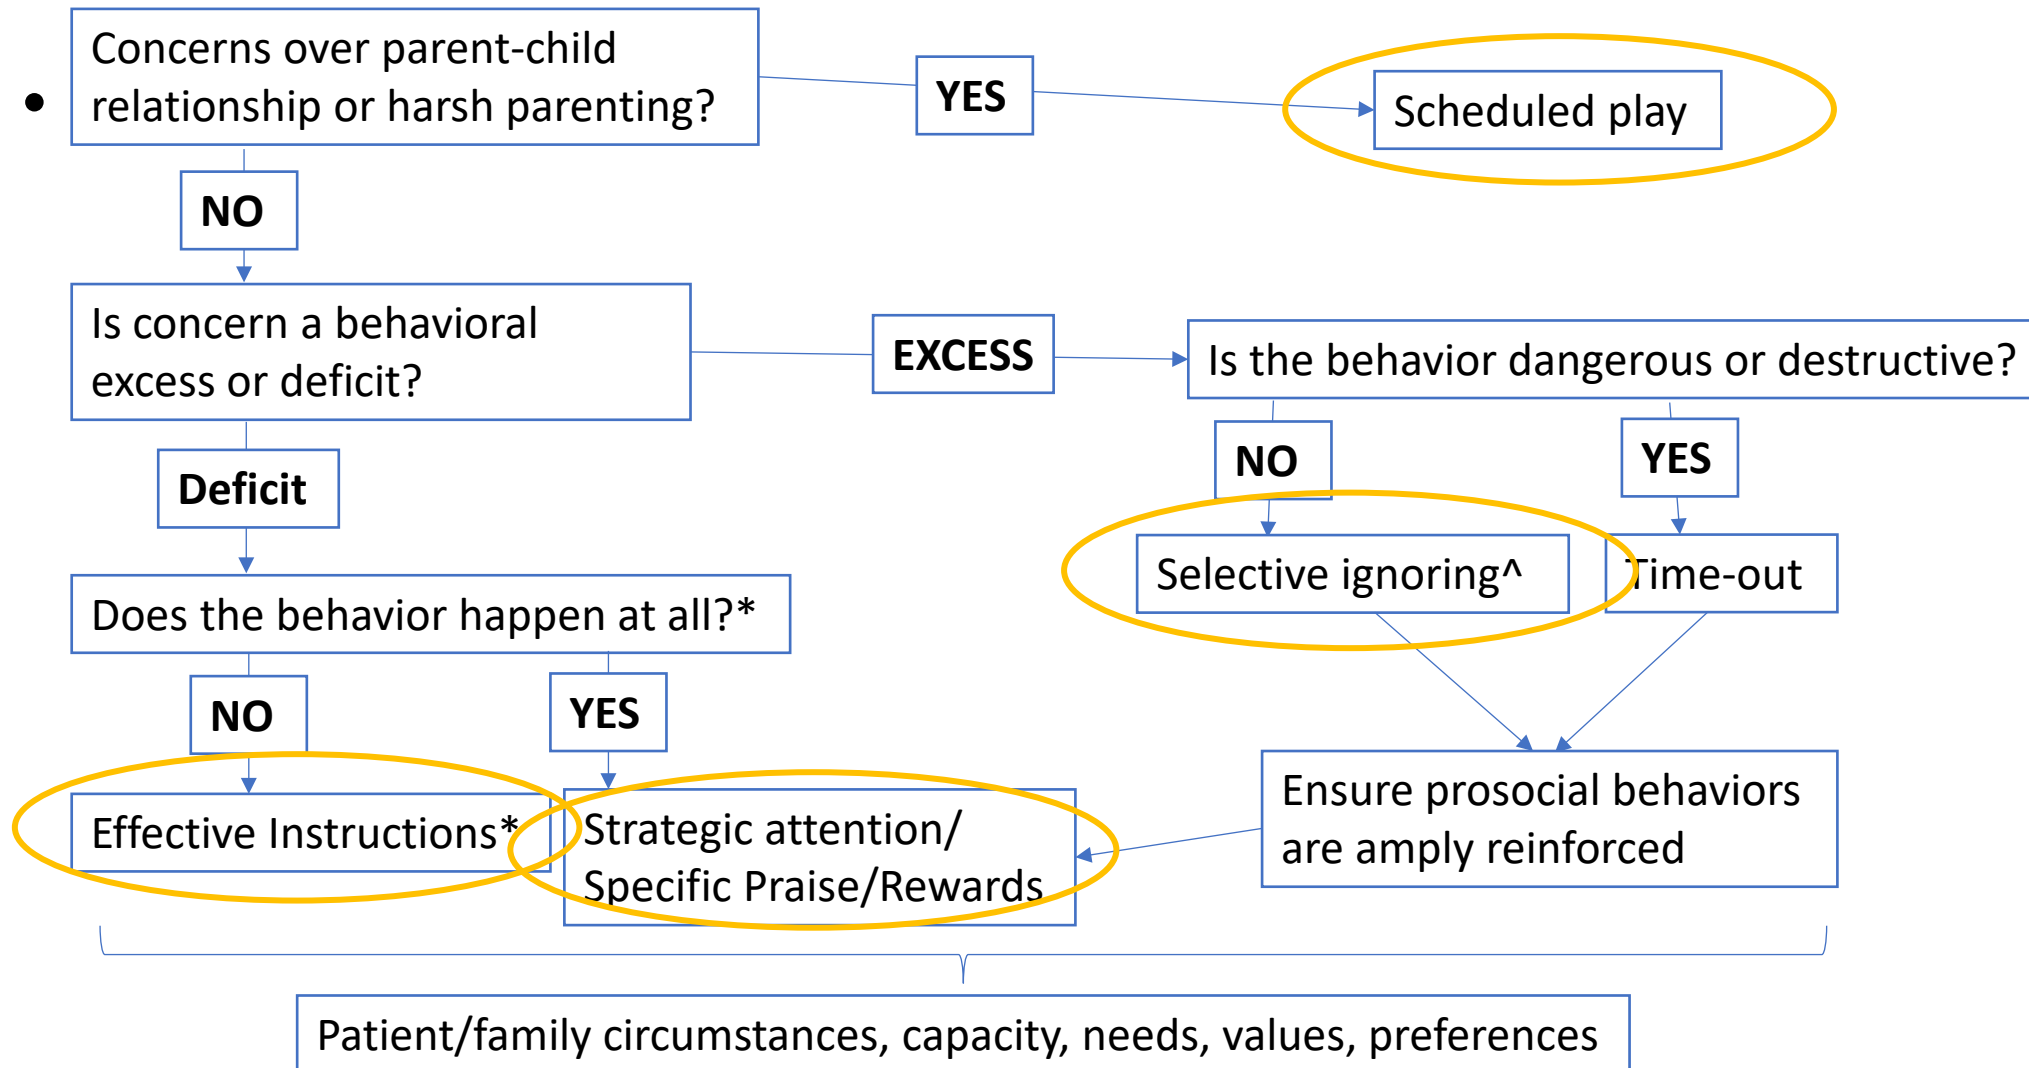 Concerns over parent-child
• relationship or harsh parenting?
YES
Scheduled play
NO
Is concern a behavioral
excess or deficit?
EXCESS
Is the behavior dangerous or destructive?
Deficit
NO
YES
Does the behavior happen at all?*
Selective ignoring^
Time-out
NO
YES
Effective Instructions*
Strategic attention/
Specific Praise/Rewards
Ensure prosocial behaviors
are amply reinforced
Patient/family circumstances, capacity, needs, values, preferences